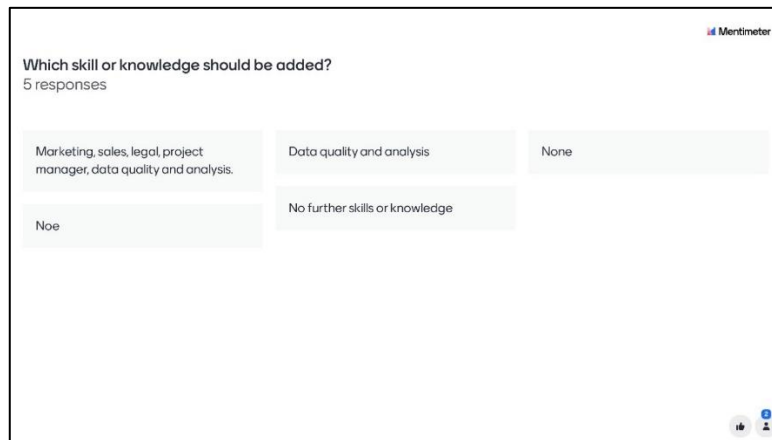 Mentimeter
Which skill or knowledge should be added?
5 responses
Marketing, sales, legal, project
manager, data quality and analysis.
Data quality and analysis
None
Noe
No further skills or knowledge
2